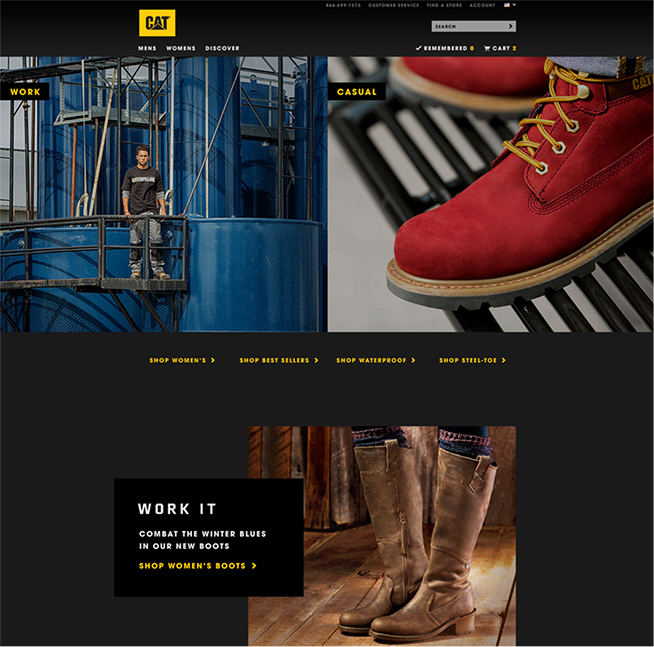 866-699-7375 CUSTOMER SERVICE FIND A STORE ACCOUNT
CAT
SEARCH
MENS WOMENS DISCOVER
REMEMBERED 0 CART 2
WORK
CASUAL
CAT
CATERPILLAR
SHOP WOMEN'S
SHOP BEST SELLERS
SHOP WATERPROOF
SHOP STEEL-TOE
WORK IT
COMBAT THE WINTER BLUES
IN OUR NEW BOOTS
SHOP WOMEN'S BOOTS